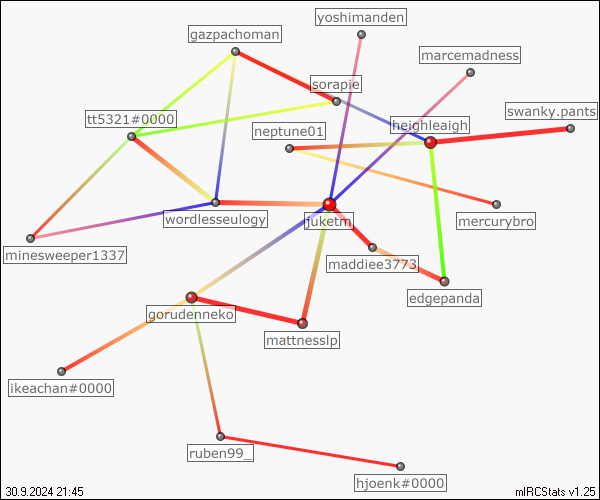 yoshimanden
gazpachoman
marcemadness
sorapie
swanky.pants
tt5321#0000
heighleaigh
neptune01
wordlesseulogy
juketm
mercurybro
minesweeper1337
maddiee3773
edgepanda
gorudenneko
mattnesslp
ikeachan#0000
ruben99_
hjoenk#0000
30.9.2024 21:45
mIRCStats v1.25